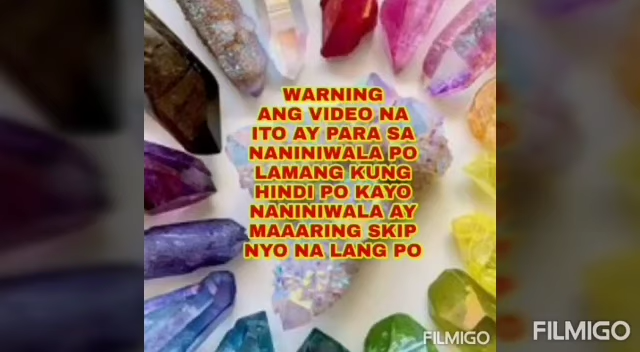 WARNING
ANG VIDEO NA
ITO AY PARA SA
NANINIWALA PO
LAMANG KUNG
HINDI PO KAYO
NANINIWALA AY
MAAARING SKIP
NYO NA LANG PO
FILMIGO
FILMIGO